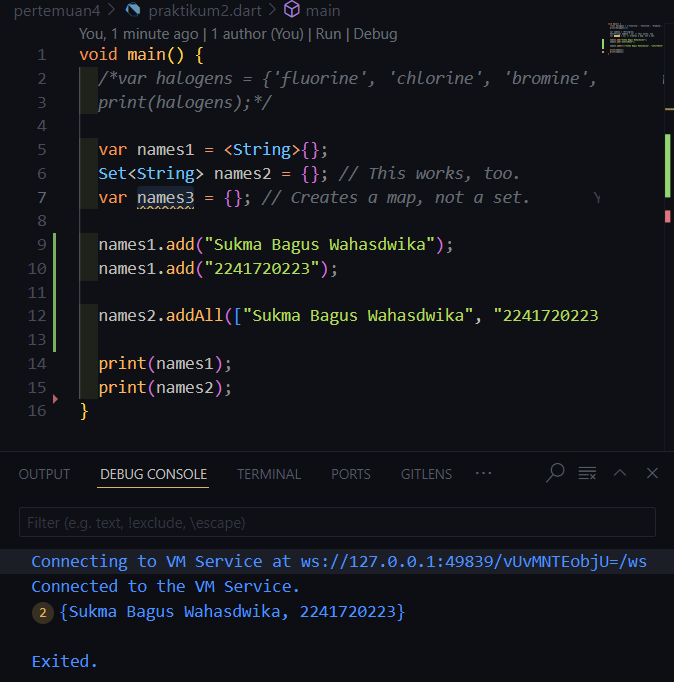 pertemuan4 > praktikum2.dart > main
You, 1 minute ago | 1 author (You) | Run | Debug
1 void main() {
2 /*var halogens = {'fluorine', 'chlorine', 'bromine',
3 print(halogens);*/
4
5 var names1 = <String>{};
6 Set<String> names2 = {}; // This works, too.
7 var names3 = {}; // Creates a map, not a set. Y
8
9 names1.add("Sukma Bagus Wahasdwika");
10 names1.add("2241720223");
11
12 names2.addAll(["Sukma Bagus Wahasdwika", "2241720223
13
14 print(names1);
15 print(names2);
16 }
OUTPUT DEBUG CONSOLE TERMINAL PORTS GITLENS ...
Filter (e.g. text, !exclude, \escape)
Connecting to VM Service at ws://127.0.0.1:49839/vUvMNTEobjU=/ws
Connected to the VM Service.
2 {Sukma Bagus Wahasdwika, 2241720223}
Exited.